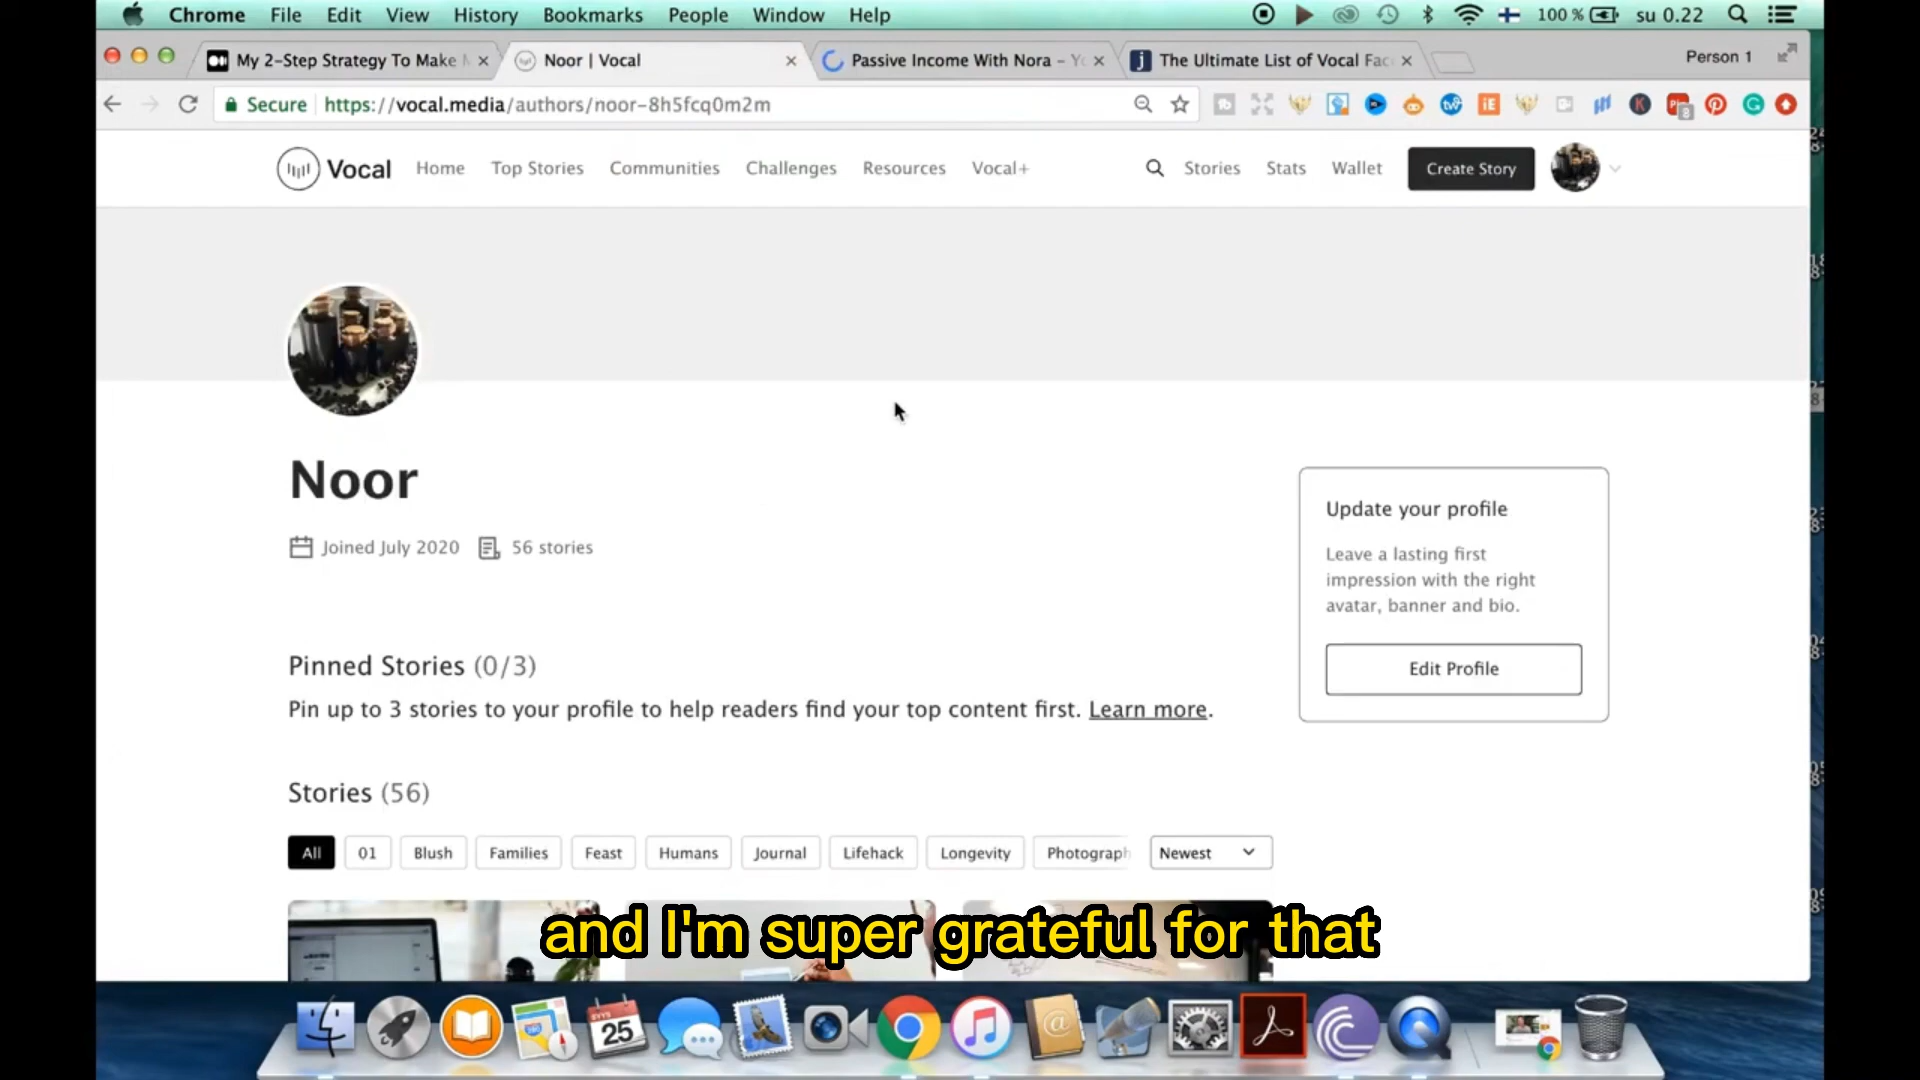 Chrome File Edit View History Bookmarks People Window Help 100 % su 0.22
My 2-Step Strategy To Make
Noor | Vocal
Passive Income With Nora -
The Ultimate List of Vocal Fac
Person 1
Secure https://vocal.media/authors/noor-8h5fcq0m2m
Vocal Home Top Stories Communities Challenges Resources Vocal+ Stories Stats Wallet Create Story
Noor
Joined July 2020 56 stories
Update your profile
Leave a lasting first
impression with the right
avatar, banner and bio.
Edit Profile
Pinned Stories (0/3)
Pin up to 3 stories to your profile to help readers find your top content first. Learn more.
Stories (56)
All 01 Blush Families Feast Humans Journal Lifehack Longevity Photograph Newest
and I'm super grateful for that
25